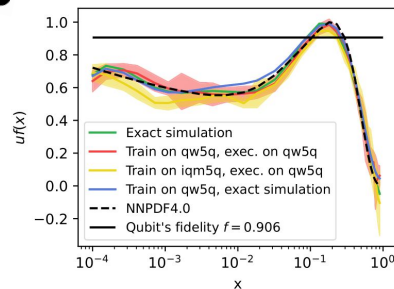 1.0
0.8
0.6
0.4
0.2
0.0
−0.2
uf(x)
Exact simulation
Train on qw5q, exec. on qw5q
Train on iqm5q, exec. on qw5q
Train on qw5q, exact simulation
NNPDF4.0
Qubit's fidelity f = 0.906
10⁻⁴ 10⁻³ 10⁻² 10⁻¹ 10⁰
x